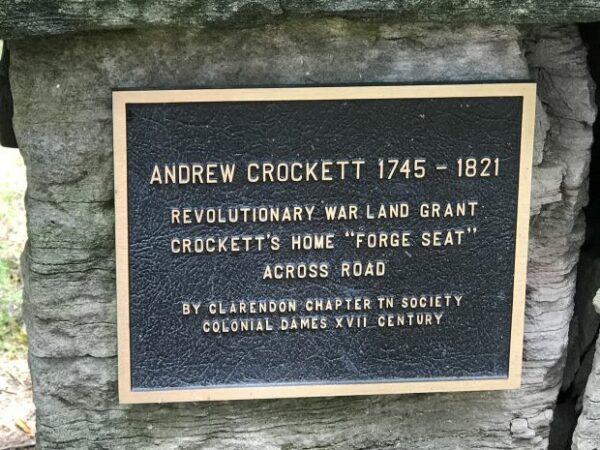 ANDREW CROCKETT 1745 - 1821
REVOLUTIONARY WAR LAND GRANT
CROCKETT'S HOME "FORGE SEAT"
ACROSS ROAD
BY CLARENDON CHAPTER TN SOCIETY
COLONIAL DAMES XVII CENTURY